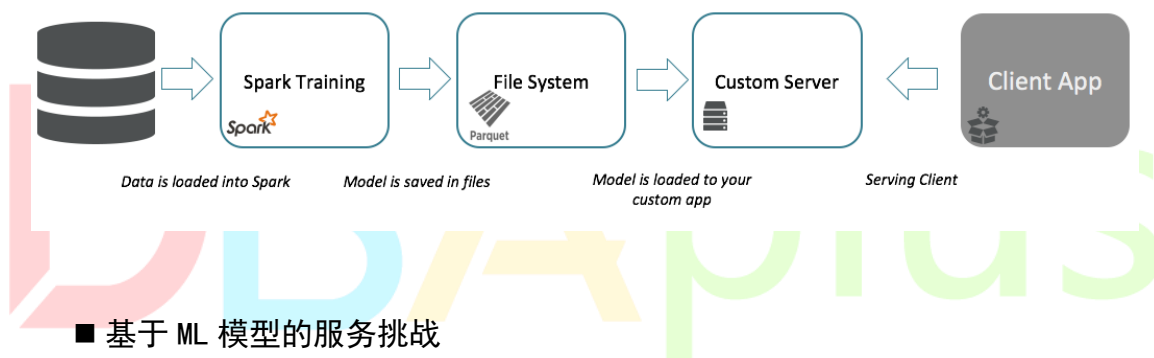 Spark Training
File System
Custom Server
Client App
Spark
Parquet
Data is loaded into Spark
Model is saved in files
Model is loaded to your
custom app
Serving Client
DBAplus
■ 基于 ML 模型的服务挑战